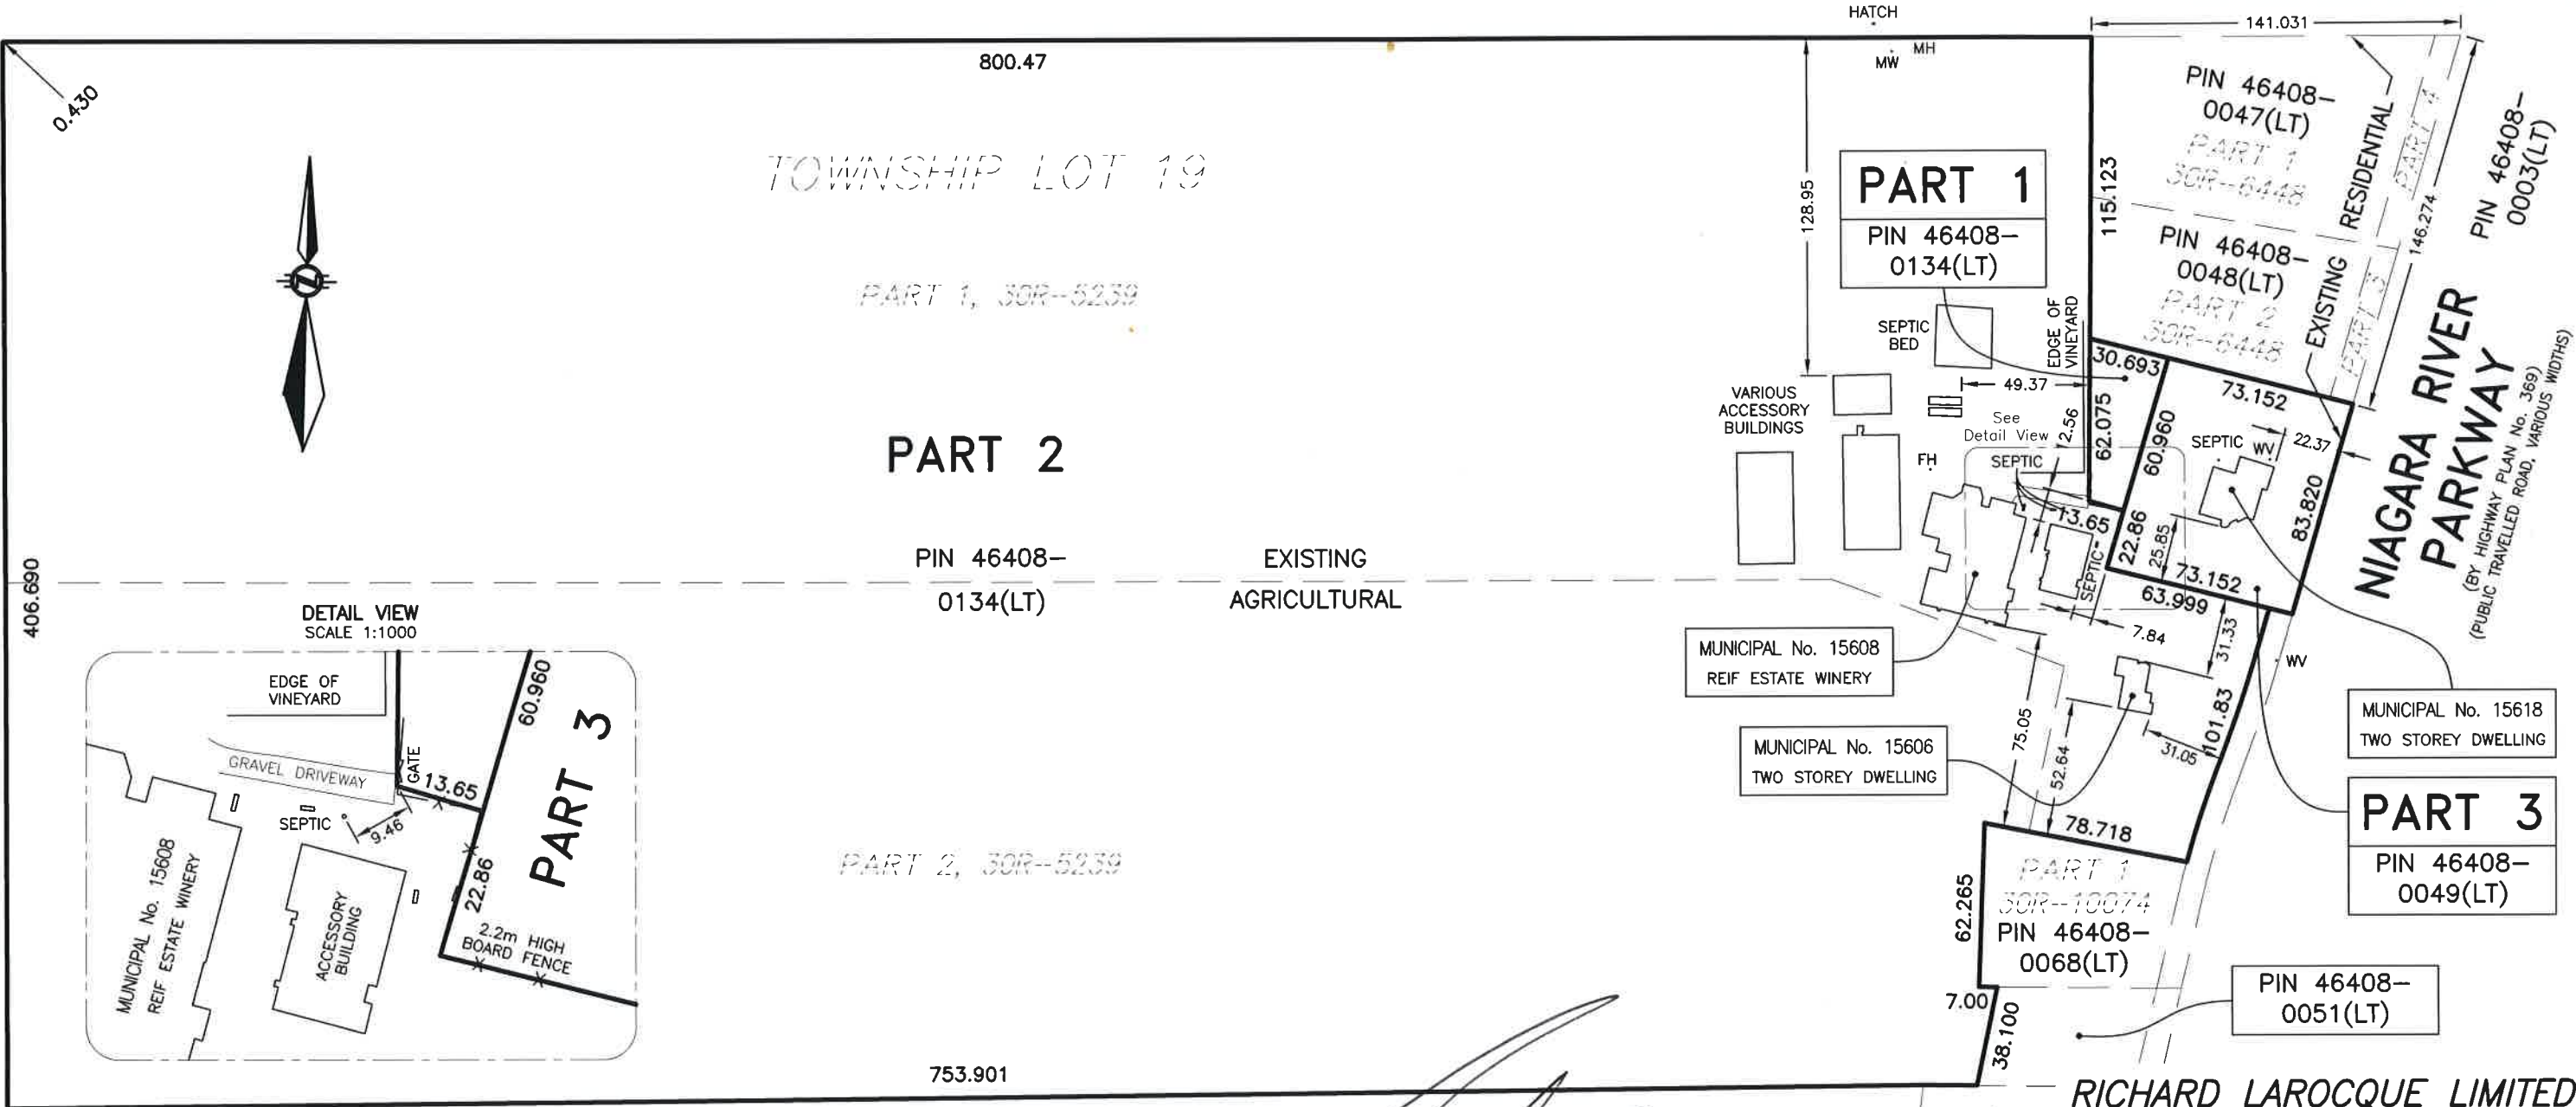 HATCH
141.031
800.47
MH
MW
0.430
PIN 46408-
0047(LT)
PART 1
30R-6448
PART 4
PIN 46408-
0003(LT)
TOWNSHIP LOT 19
128.95
PART 1
PIN 46408-
0134(LT)
115.123
EXISTING RESIDENTIAL
146.274
PIN 46408-
0048(LT)
PART 2
30R-6448
PART 3
PART 1, 30R-5239
SEPTIC
BED
EDGE OF
VINEYARD
30.693
49.37
73.152
NIAGARA RIVER
PARKWAY
(BY HIGHWAY PLAN No. 369)
(PUBLIC TRAVELLED ROAD, VARIOUS WIDTHS)
VARIOUS
ACCESSORY
BUILDINGS
See
Detail View
12.56
62.075
60.960
SEPTIC
WV
22.37
PART 2
FH
SEPTIC
13.65
22.86
25.85
83.820
SEPTIC
73.152
63.999
PIN 46408-
0134(LT)
EXISTING
AGRICULTURAL
406.690
7.84
31.33
WV
DETAIL VIEW
SCALE 1:1000
EDGE OF
VINEYARD
60.960
PART 3
GATE
GRAVEL DRIVEWAY
13.65
SEPTIC
9.46
MUNICIPAL No. 15608
REIF ESTATE WINERY
ACCESSORY
BUILDING
22.86
2.2m HIGH
BOARD FENCE
MUNICIPAL No. 15608
REIF ESTATE WINERY
75.05
52.64
31.05
101.83
MUNICIPAL No. 15606
TWO STOREY DWELLING
MUNICIPAL No. 15618
TWO STOREY DWELLING
PART 3
PIN 46408-
0049(LT)
78.718
PART 2, 30R-5239
62.265
PART 1
30R-10074
PIN 46408-
0068(LT)
7.00
38.100
PIN 46408-
0051(LT)
753.901
RICHARD LAROCQUE LIMITED